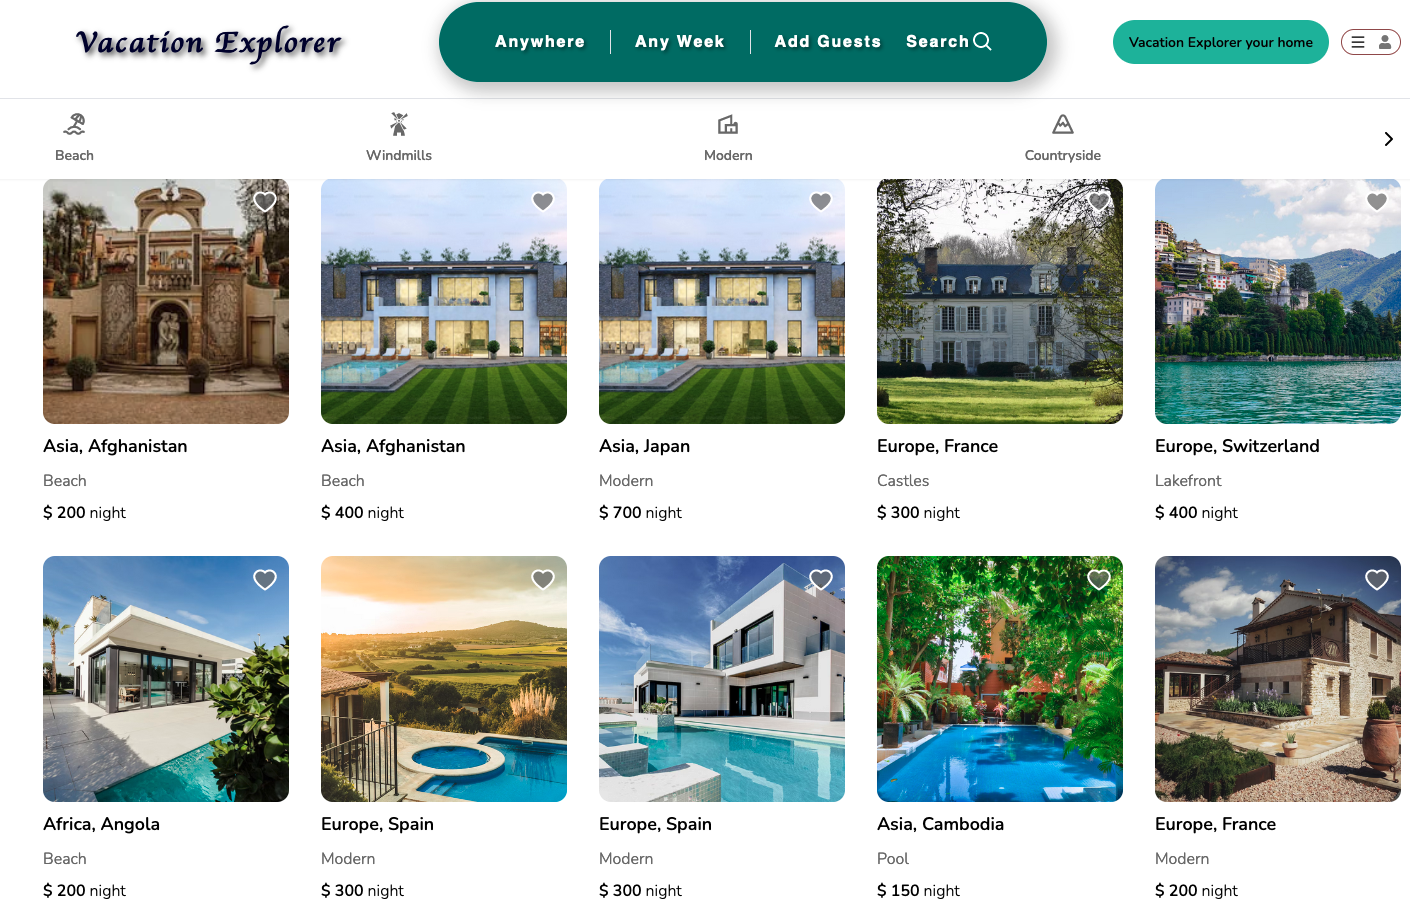 Vacation Explorer
Anywhere
Any Week
Add Guests
Search
Vacation Explorer your home
Beach
Windmills
Modern
Countryside
Asia, Afghanistan
Beach
$ 200 night
Asia, Afghanistan
Beach
$ 400 night
Asia, Japan
Modern
$ 700 night
Europe, France
Castles
$ 300 night
Europe, Switzerland
Lakefront
$ 400 night
Africa, Angola
Beach
$ 200 night
Europe, Spain
Modern
$ 300 night
Europe, Spain
Modern
$ 300 night
Asia, Cambodia
Pool
$ 150 night
Europe, France
Modern
$ 200 night